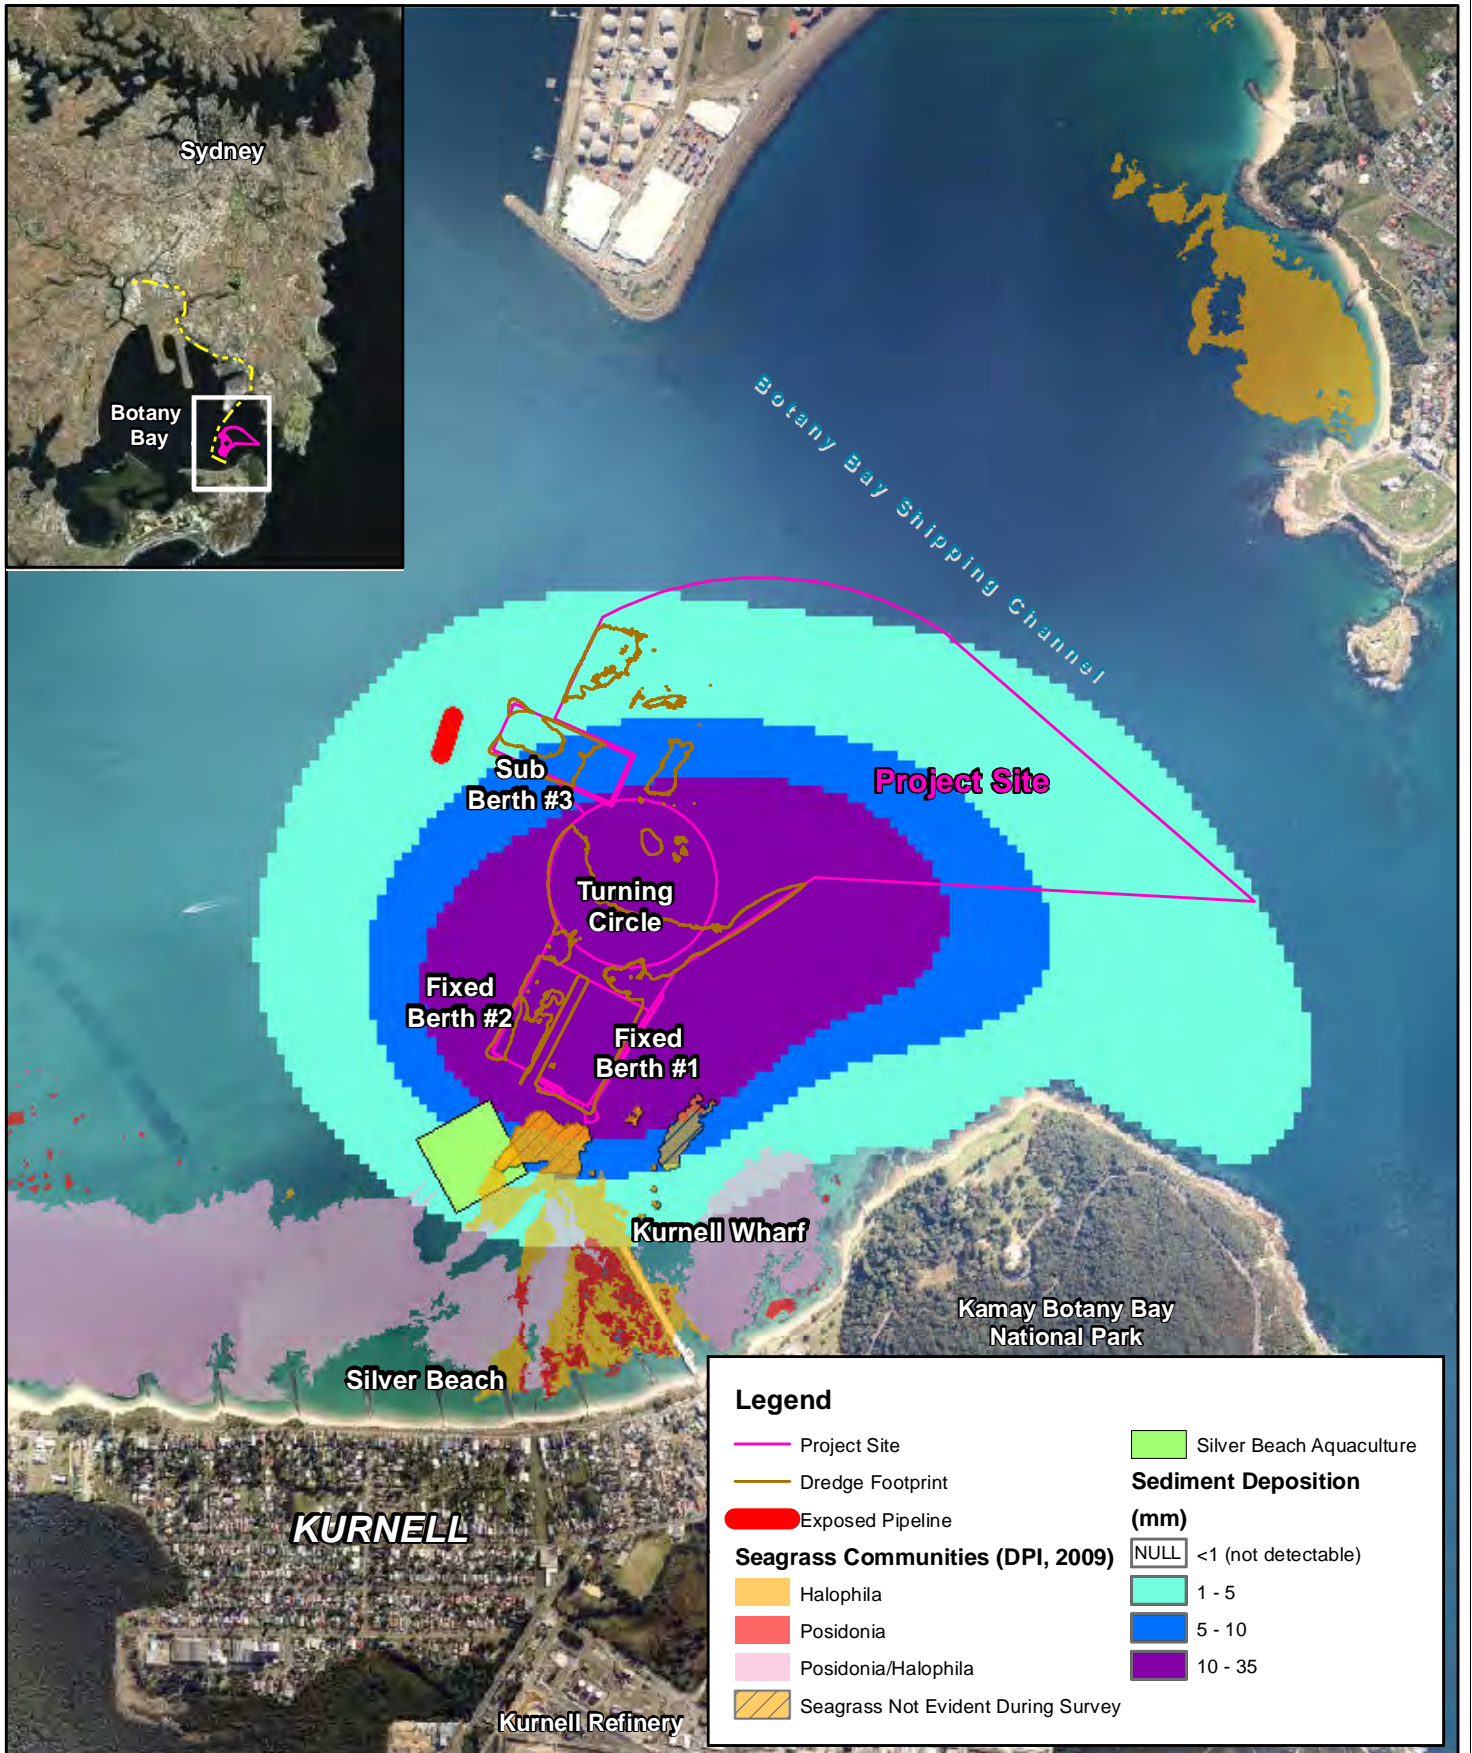 Sydney
Botany
Bay
Botany Bay Shipping Channel
Project Site
Sub
Berth #3
Turning
Circle
Fixed
Berth #2
Fixed
Berth #1
Kurnell Wharf
Kamay Botany Bay
National Park
Silver Beach
KURNELL
Kurnell Refinery
Legend
Project Site
Dredge Footprint
Exposed Pipeline
Seagrass Communities (DPI, 2009)
Halophila
Posidonia
Posidonia/Halophila
Seagrass Not Evident During Survey
Silver Beach Aquaculture
Sediment Deposition
(mm)
NULL <1 (not detectable)
1 - 5
5 - 10
10 - 35